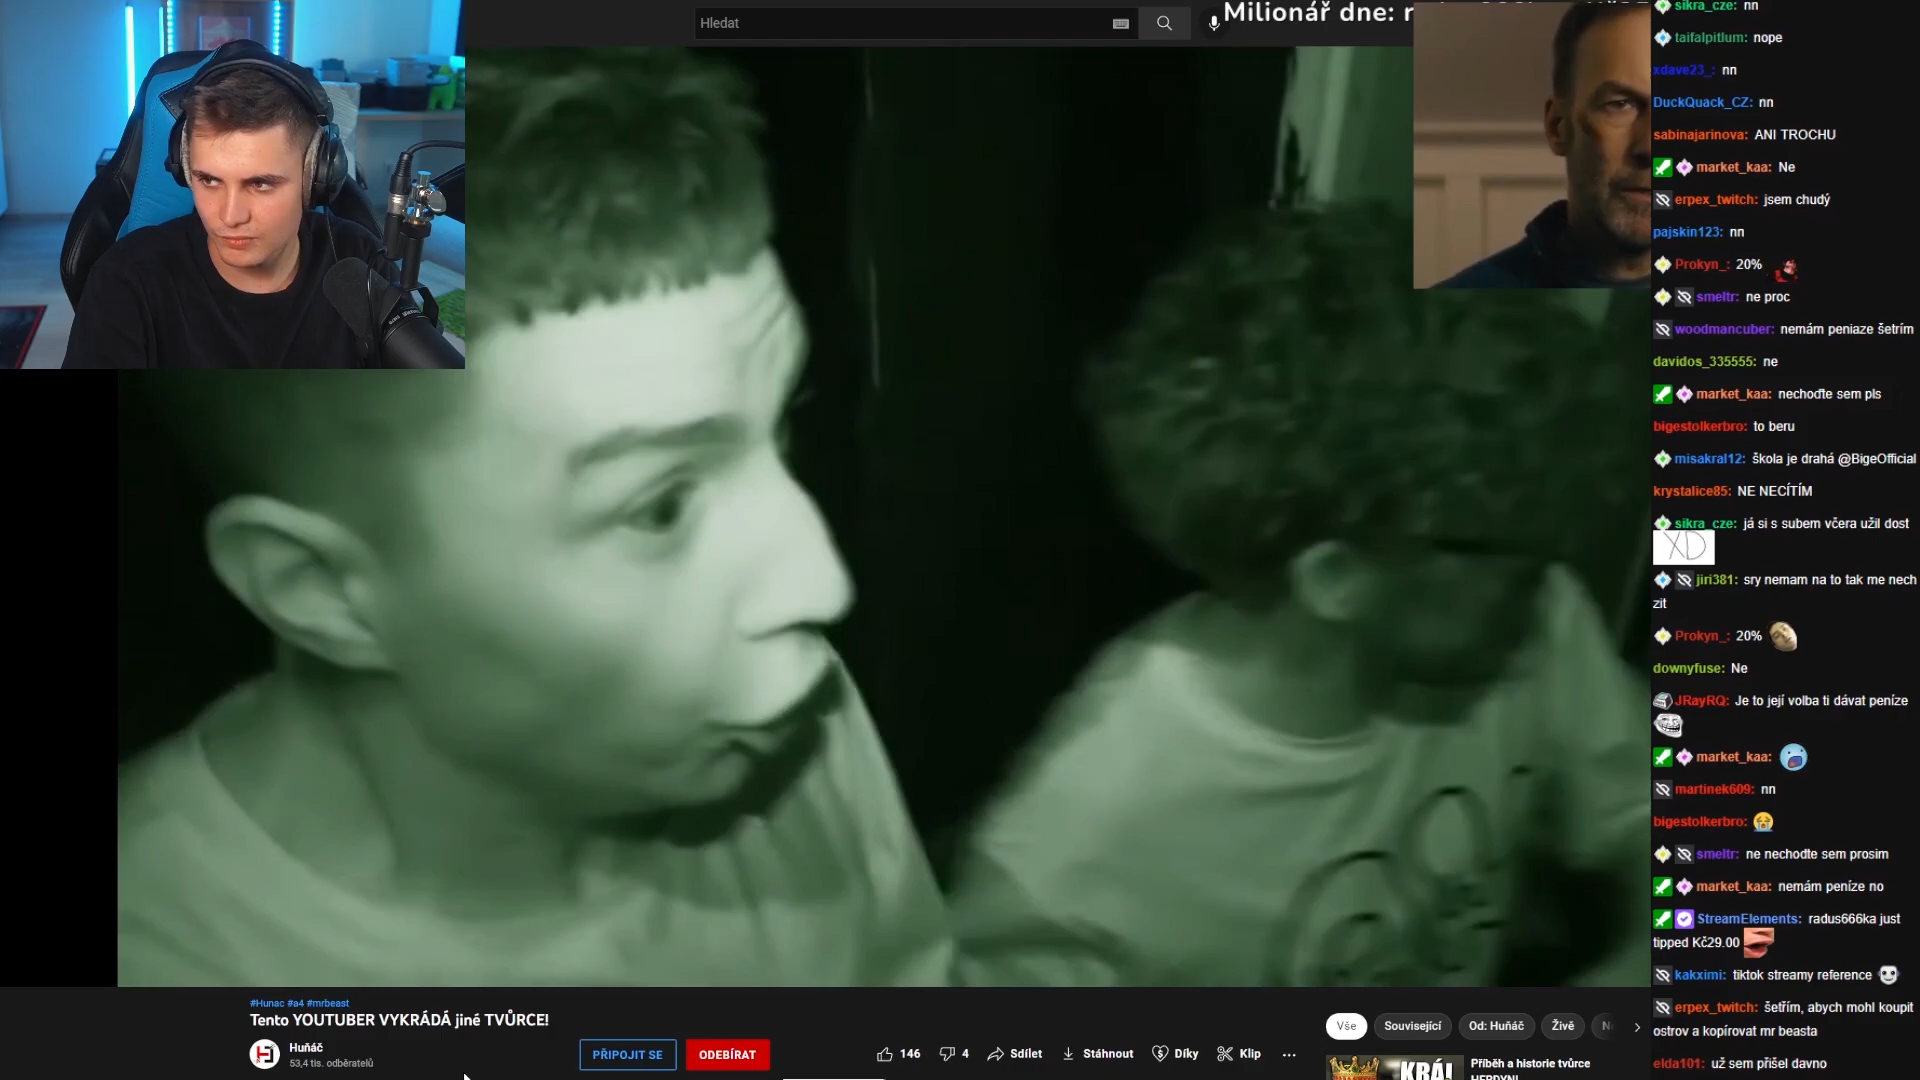 Hledat
Milionář dne:
sikra_cze: nn
taifalpitlum: nope
xdave23_: nn
DuckQuack_CZ: nn
sabinajarinova: ANI TROCHU
market_kaa: Ne
erpex_twitch: jsem chudý
pajskin123: nn
Prokyn_: 20%
smeltr: ne proc
woodmancuber: nemám peniaze šetrím
davidos_335555: ne
market_kaa: nechoďte sem pls
bigestolkerbro: to beru
misakral12: škola je drahá @BigeOfficial
krystalice85: NE NECÍTÍM
sikra_cze: já si s subem včera užil dost
XD
jiri381: sry nemam na to tak me nech
zit
Prokyn_: 20%
downyfuse: Ne
JRayRQ: Je to její volba ti dávat peníze
market_kaa:
martinek609: nn
bigestolkerbro:
smeltr: ne nechodte sem prosim
market_kaa: nemám peníze no
StreamElements: radus666ka just
tipped Kč29.00
kakximi: tiktok streamy reference
erpex_twitch: šetřím, abych mohl koupit
ostrov a kopírovat mr beasta
elda101: už sem přišel davno
#Hunac #a4 #mrbeast
Tento YOUTUBER VYKRÁDÁ jiné TVŮRCE!
Huňáč
53,4 tis. odběratelů
PŘIPOJIT SE
ODEBÍRAT
146
4
Sdílet
Stáhnout
Díky
Klip
Vše
Související
Od: Huňáč
Živě
KRÁL
Příběh a historie tvůrce
HERDYN!